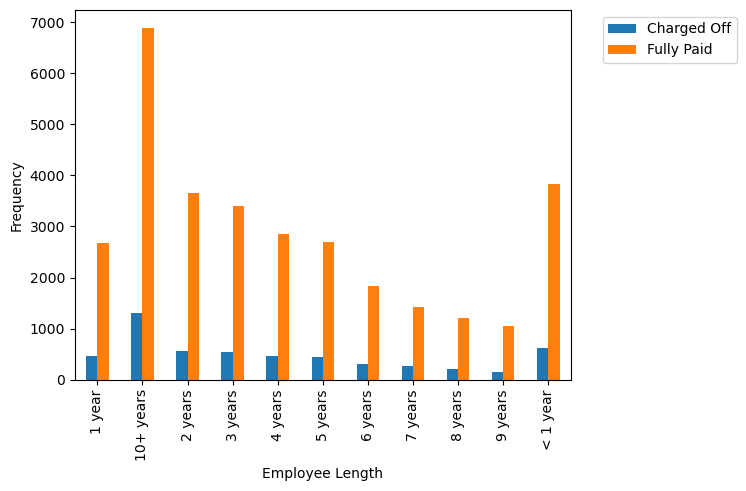 7000
6000
5000
4000
3000
2000
1000
0
Frequency
1 year
10+ years
2 years
3 years
4 years
5 years
6 years
7 years
8 years
9 years
< 1 year
Employee Length
Charged Off
Fully Paid